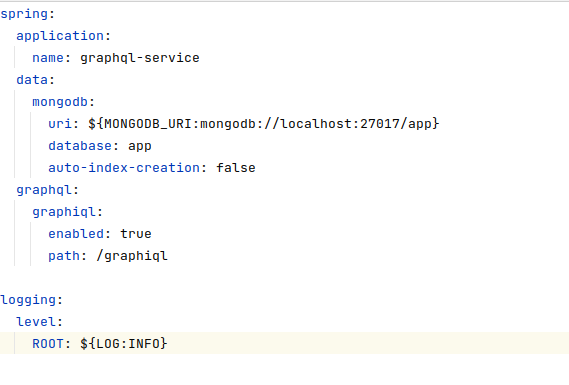 spring:
  application:
    name: graphql-service
  data:
    mongodb:
      uri: ${MONGODB_URI:mongodb://localhost:27017/app}
      database: app
      auto-index-creation: false
  graphql:
    graphiql:
      enabled: true
      path: /graphiql

logging:
  level:
    ROOT: ${LOG:INFO}